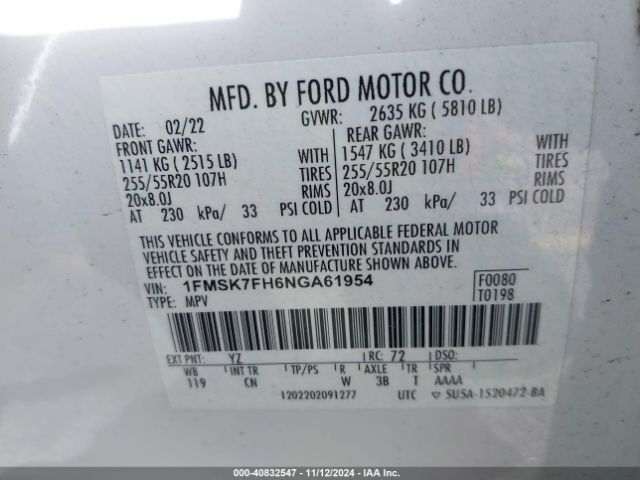 MFD. BY FORD MOTOR CO.
DATE: 02/22 GVWR: 2635 KG ( 5810 LB)
FRONT GAWR: REAR GAWR:
1141 KG ( 2515 LB) WITH 1547 KG ( 3410 LB) WITH
255/55R20 107H TIRES 255/55R20 107H TIRES
20x8.0J RIMS 20x8.0J RIMS
AT 230 kPa/ 33 PSI COLD AT 230 kPa/ 33 PSI COLD
THIS VEHICLE CONFORMS TO ALL APPLICABLE FEDERAL MOTOR
VEHICLE SAFETY AND THEFT PREVENTION STANDARDS IN
EFFECT ON THE DATE OF MANUFACTURE SHOWN ABOVE.
VIN: 1FMSK7FH6NGA61954 F0080
TYPE: MPV T0198
EXT PNT: YZ RC: 72 DSO:
WB INT TR TP/PS R AXLE TR SPR
119 CN W 3B T AAAA
1202202091277 UTC ▽ 5U5A-1520472-BA
000-40832547 - 11/12/2024 - IAAI.com